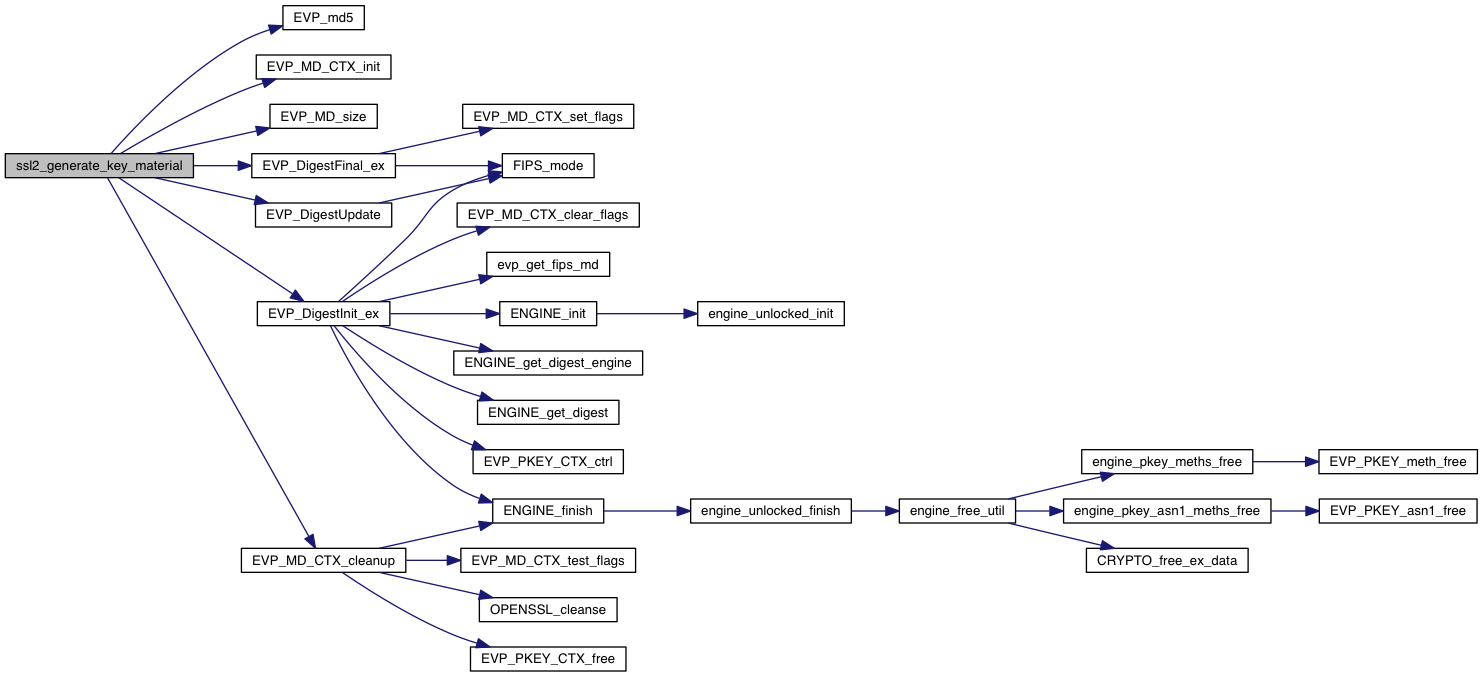 EVP_md5
EVP_MD_CTX_init
EVP_MD_size
EVP_MD_CTX_set_flags
ssl2_generate_key_material
EVP_DigestFinal_ex
FIPS_mode
EVP_DigestUpdate
EVP_MD_CTX_clear_flags
evp_get_fips_md
EVP_DigestInit_ex
ENGINE_init
engine_unlocked_init
ENGINE_get_digest_engine
ENGINE_get_digest
EVP_PKEY_CTX_ctrl
engine_pkey_meths_free
EVP_PKEY_meth_free
ENGINE_finish
engine_unlocked_finish
engine_free_util
engine_pkey_asn1_meths_free
EVP_PKEY_asn1_free
EVP_MD_CTX_cleanup
EVP_MD_CTX_test_flags
CRYPTO_free_ex_data
OPENSSL_cleanse
EVP_PKEY_CTX_free